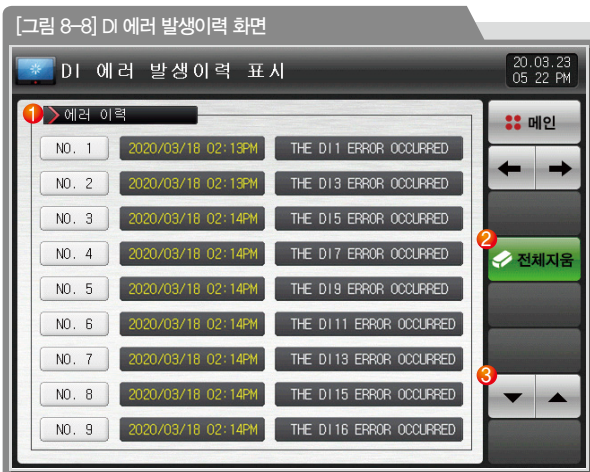 [그림 8-8] DI 에러 발생이력 화면
DI 에러 발생이력 표시
20.03.23
05 22 PM
1 에러 이력
NO. 1 2020/03/18 02:13PM THE DI1 ERROR OCCURRED
NO. 2 2020/03/18 02:13PM THE DI3 ERROR OCCURRED
NO. 3 2020/03/18 02:14PM THE DI5 ERROR OCCURRED
NO. 4 2020/03/18 02:14PM THE DI7 ERROR OCCURRED
NO. 5 2020/03/18 02:14PM THE DI9 ERROR OCCURRED
NO. 6 2020/03/18 02:14PM THE DI11 ERROR OCCURRED
NO. 7 2020/03/18 02:14PM THE DI13 ERROR OCCURRED
NO. 8 2020/03/18 02:14PM THE DI15 ERROR OCCURRED
NO. 9 2020/03/18 02:14PM THE DI16 ERROR OCCURRED
메인
2 전체지움
3